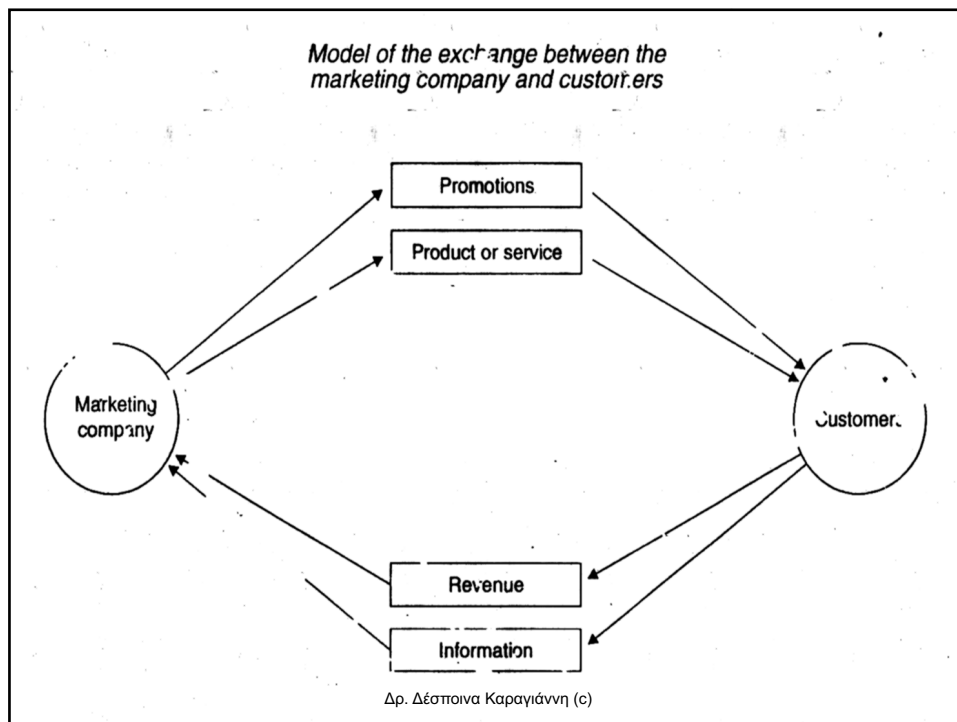 Model of the exchange between the
marketing company and customers
Promotions
Product or service
Marketing
company
Customers
Revenue
Information
Δρ. Δέσποινα Καραγιάννη (c)